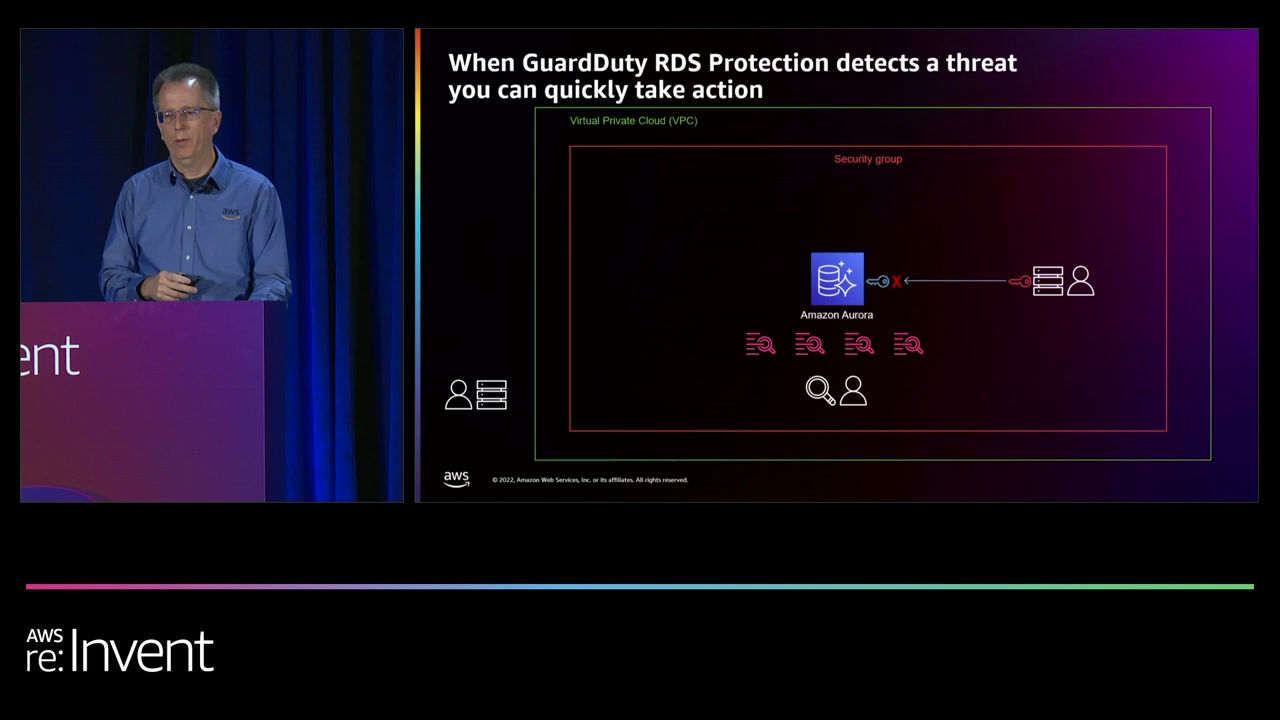 When GuardDuty RDS Protection detects a threat
you can quickly take action
Virtual Private Cloud (VPC)
Security group
aws
X
Amazon Aurora
ent
aws
© 2022, Amazon Web Services, Inc. or its affiliates. All rights reserved.
AWS
re:Invent